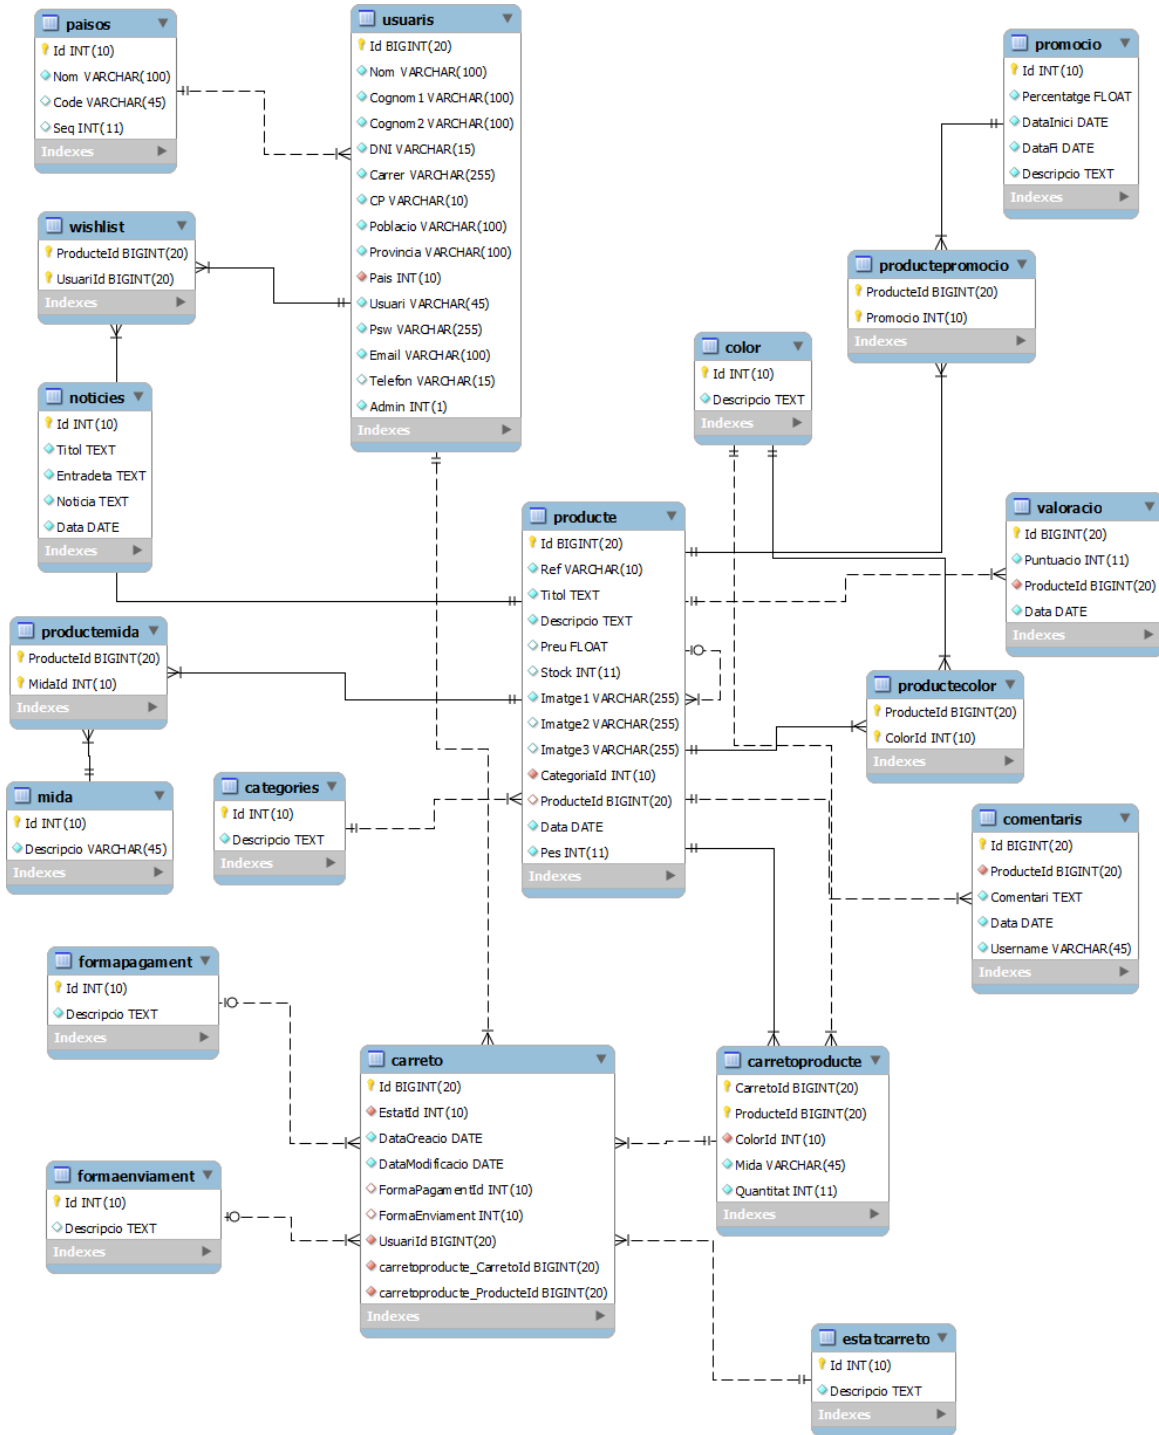 paisos
Id INT(10)
Nom VARCHAR(100)
Code VARCHAR(45)
Seq INT(11)
Indexes
usuaris
Id BIGINT(20)
Nom VARCHAR(100)
Cognom1 VARCHAR(100)
Cognom2 VARCHAR(100)
DNI VARCHAR(15)
Carrer VARCHAR(255)
CP VARCHAR(10)
Poblacio VARCHAR(100)
Provincia VARCHAR(100)
Pais INT(10)
Usuari VARCHAR(45)
Psw VARCHAR(255)
Email VARCHAR(100)
Telefon VARCHAR(15)
Admin INT(1)
Indexes
promocio
Id INT(10)
Percentatge FLOAT
DataInici DATE
DataFi DATE
Descripcio TEXT
Indexes
wishlist
ProducteId BIGINT(20)
UsuariId BIGINT(20)
Indexes
productepromocio
ProducteId BIGINT(20)
Promocio INT(10)
Indexes
color
Id INT(10)
Descripcio TEXT
Indexes
noticies
Id INT(10)
Titol TEXT
Entradeta TEXT
Noticia TEXT
Data DATE
Indexes
producte
Id BIGINT(20)
Ref VARCHAR(10)
Titol TEXT
Descripcio TEXT
Preu FLOAT
Stock INT(11)
Imatge1 VARCHAR(255)
Imatge2 VARCHAR(255)
Imatge3 VARCHAR(255)
CategoriaId INT(10)
ProducteId BIGINT(20)
Data DATE
Pes INT(11)
Indexes
valoracio
Id BIGINT(20)
Puntuacio INT(11)
ProducteId BIGINT(20)
Data DATE
Indexes
productemida
ProducteId BIGINT(20)
MidaId INT(10)
Indexes
productecolor
ProducteId BIGINT(20)
ColorId INT(10)
Indexes
mida
Id INT(10)
Descripcio VARCHAR(45)
Indexes
categories
Id INT(10)
Descripcio TEXT
Indexes
comentaris
Id BIGINT(20)
ProducteId BIGINT(20)
Comentari TEXT
Data DATE
Username VARCHAR(45)
Indexes
formapagament
Id INT(10)
Descripcio TEXT
Indexes
carreto
Id BIGINT(20)
EstatId INT(10)
DataCreacio DATE
DataModificacio DATE
FormaPagamentId INT(10)
FormaEnviament INT(10)
UsuariId BIGINT(20)
carretoproducte_CarretoId BIGINT(20)
carretoproducte_ProducteId BIGINT(20)
Indexes
carretoproducte
CarretoId BIGINT(20)
ProducteId BIGINT(20)
ColorId INT(10)
Mida VARCHAR(45)
Quantitat INT(11)
Indexes
formaenviament
Id INT(10)
Descripcio TEXT
Indexes
estatcarreto
Id INT(10)
Descripcio TEXT
Indexes